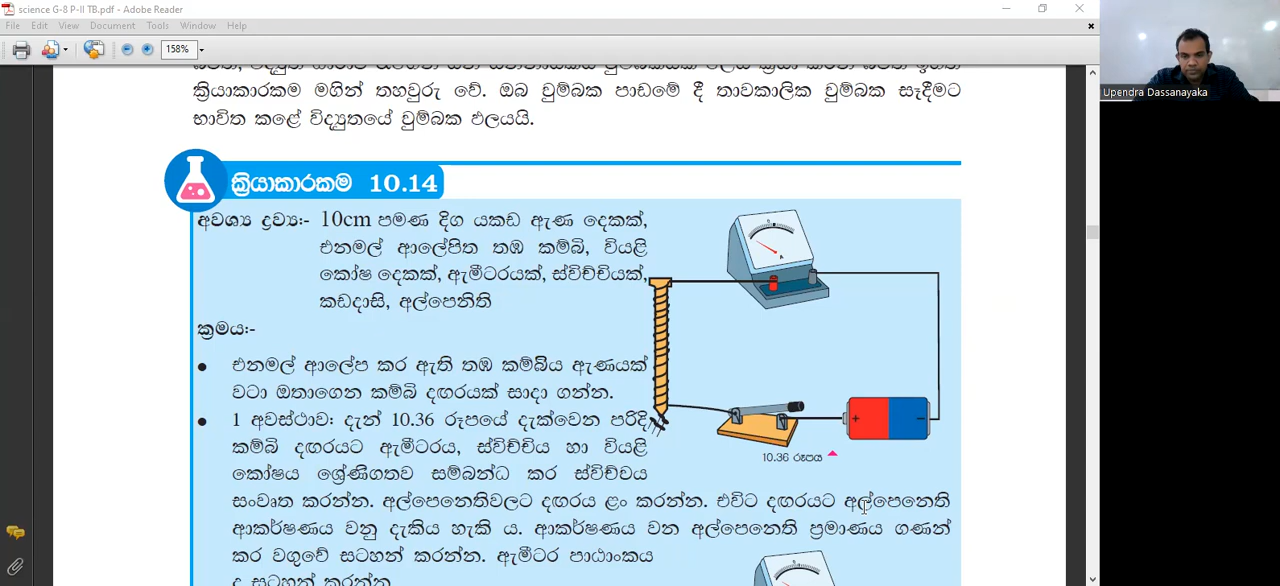 science G-8 P-II TB.pdf - Adobe Reader
File Edit View Document Tools Window Help
158%
Upendra Dassanayaka
ක්‍රියාකාරකම මගින් තහවුරු වේ. ඔබ චුම්බක පාඩමේ දී තාවකාලික චුම්බක සෑදීමට
භාවිත කළේ විද්‍යුතයේ චුම්බක ඵලයයි.
ක්‍රියාකාරකම 10.14
අවශ්‍ය ද්‍රව්‍ය:- 10cm පමණ දිග යකඩ ඇණ දෙකක්,
එනමල් ආලේපිත තඹ කම්බි, වියළි
කෝෂ දෙකක්, ඇමීටරයක්, ස්විච්චියක්,
කඩදාසි, අල්පෙනිති
ක්‍රමය:-
• එනමල් ආලේප කර ඇති තඹ කම්බිය ඇණයක්
වටා ඔතාගෙන කම්බි දඟරයක් සාදා ගන්න.
• 1 අවස්ථාව: දැන් 10.36 රූපයේ දැක්වෙන පරිදි
කම්බි දඟරයට ඇමීටරය, ස්විච්චිය හා වියළි
කෝෂය ශ්‍රේණිගතව සම්බන්ධ කර ස්විච්චය
සංවෘත කරන්න. අල්පෙනෙතිවලට දඟරය ළං කරන්න. එවිට දඟරයට අල්පෙනෙති
ආකර්ෂණය වනු දැකිය හැකි ය. ආකර්ෂණය වන අල්පෙනෙති ප්‍රමාණය ගණන්
කර වගුවේ සටහන් කරන්න. ඇමීටර පාඨාංකය
ද සටහන් කරන්න
0
A
+ −
10.36 රූපය
0